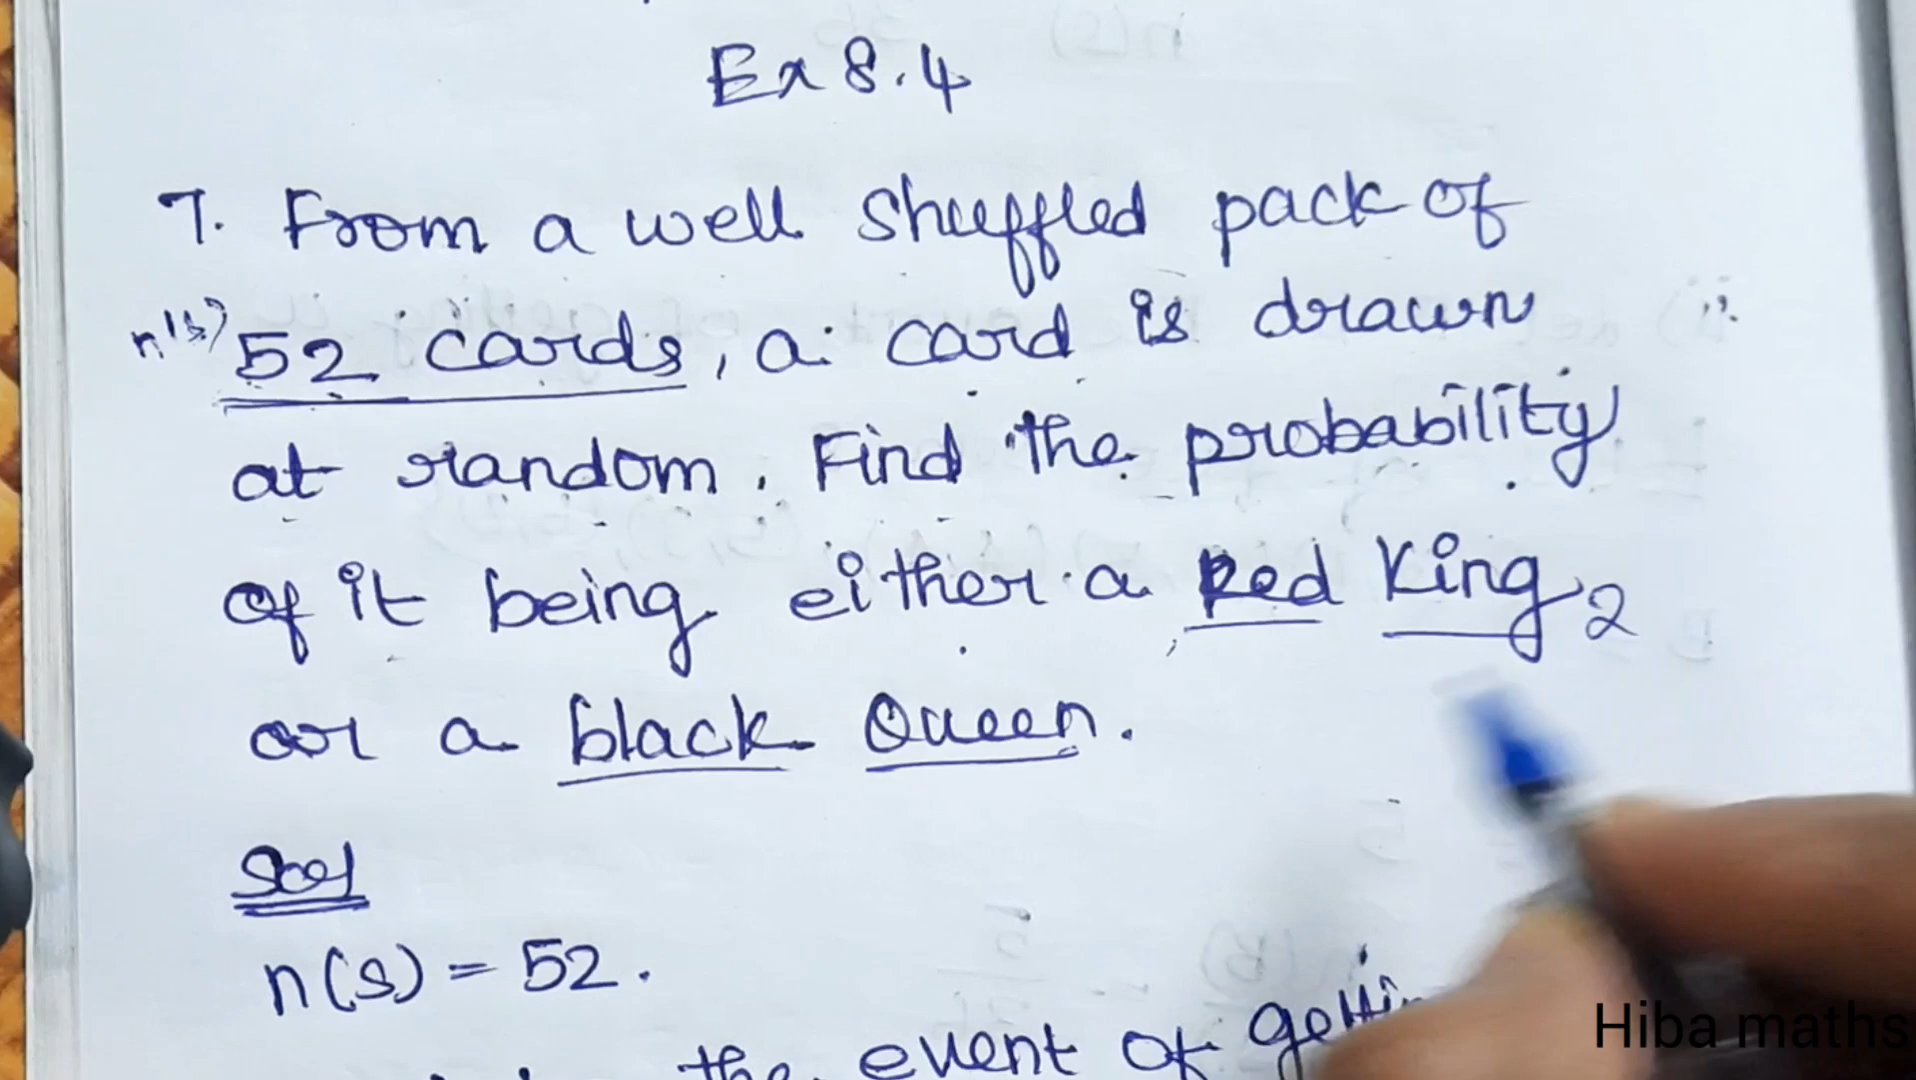 Ex 8.4
7. From a well shuffled pack of
n(s) 52 cards, a card is drawn
at random. Find the probability
of it being either a Red King 2
or a black Queen.
Sol
n(s) = 52.
the event of
Hiba maths